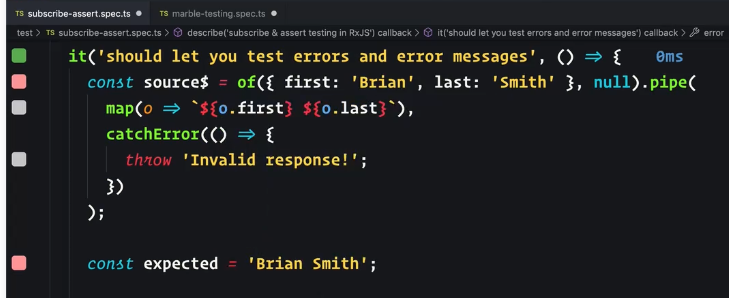 TS subscribe-assert.spec.ts
TS marble-testing.spec.ts
test > TS subscribe-assert.spec.ts > describe('subscribe & assert testing in RxJS') callback > it('should let you test errors and error messages') callback > error
it('should let you test errors and error messages', () => { 0ms
const source$ = of({ first: 'Brian', last: 'Smith' }, null).pipe(
map(o => `${o.first} ${o.last}`),
catchError(() => {
throw 'Invalid response!';
})
);
const expected = 'Brian Smith';